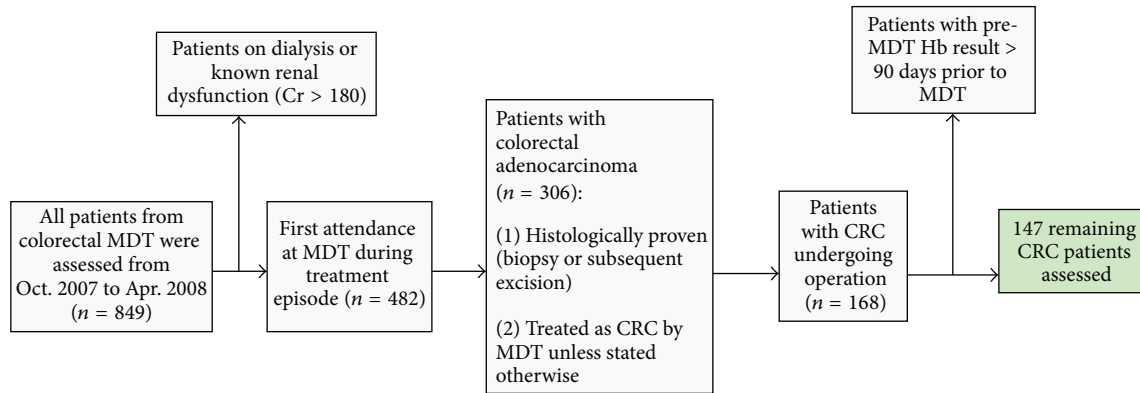 Patients on dialysis or
known renal
dysfunction (Cr > 180)
Patients with pre-
MDT Hb result >
90 days prior to
MDT
All patients from
colorectal MDT were
assessed from
Oct. 2007 to Apr. 2008
(n = 849)
First attendance
at MDT during
treatment
episode (n = 482)
Patients with
colorectal
adenocarcinoma
(n = 306):
(1) Histologically proven
(biopsy or subsequent
excision)
(2) Treated as CRC by
MDT unless stated
otherwise
Patients
with CRC
undergoing
operation
(n = 168)
147 remaining
CRC patients
assessed